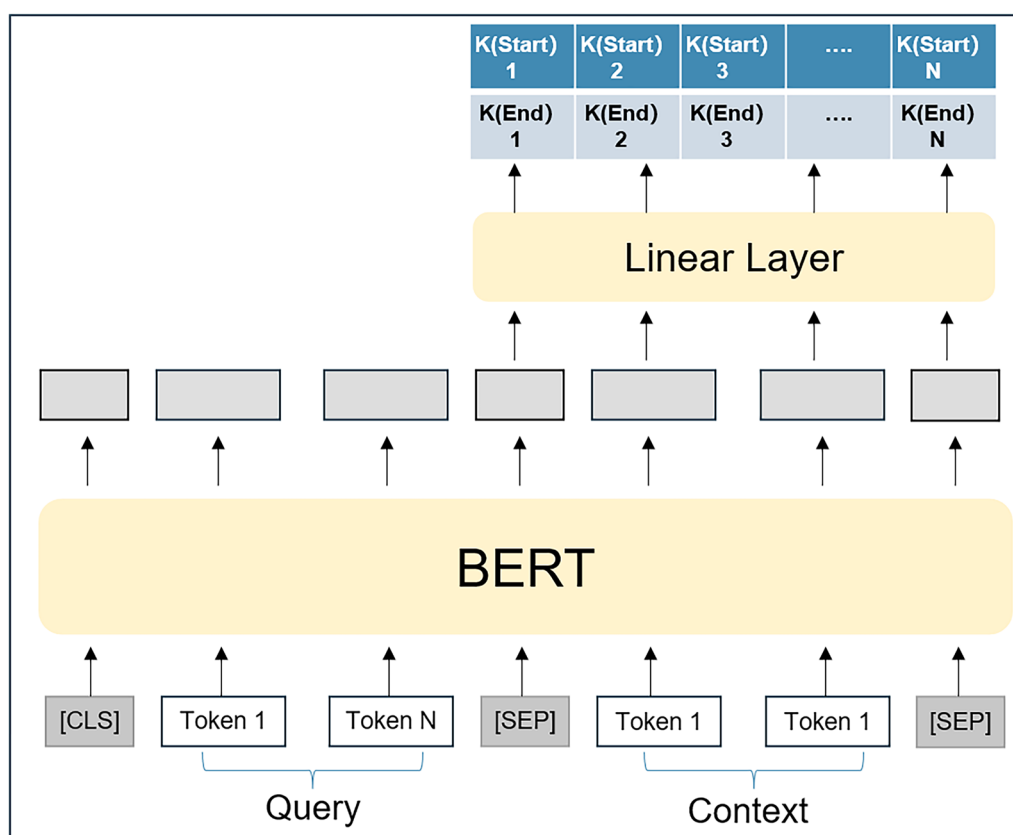 K(Start) K(Start) K(Start) .... K(Start)
1 2 3 N
K(End) K(End) K(End) .... K(End)
1 2 3 N
Linear Layer
BERT
[CLS] Token 1 Token N [SEP] Token 1 Token 1 [SEP]
Query Context